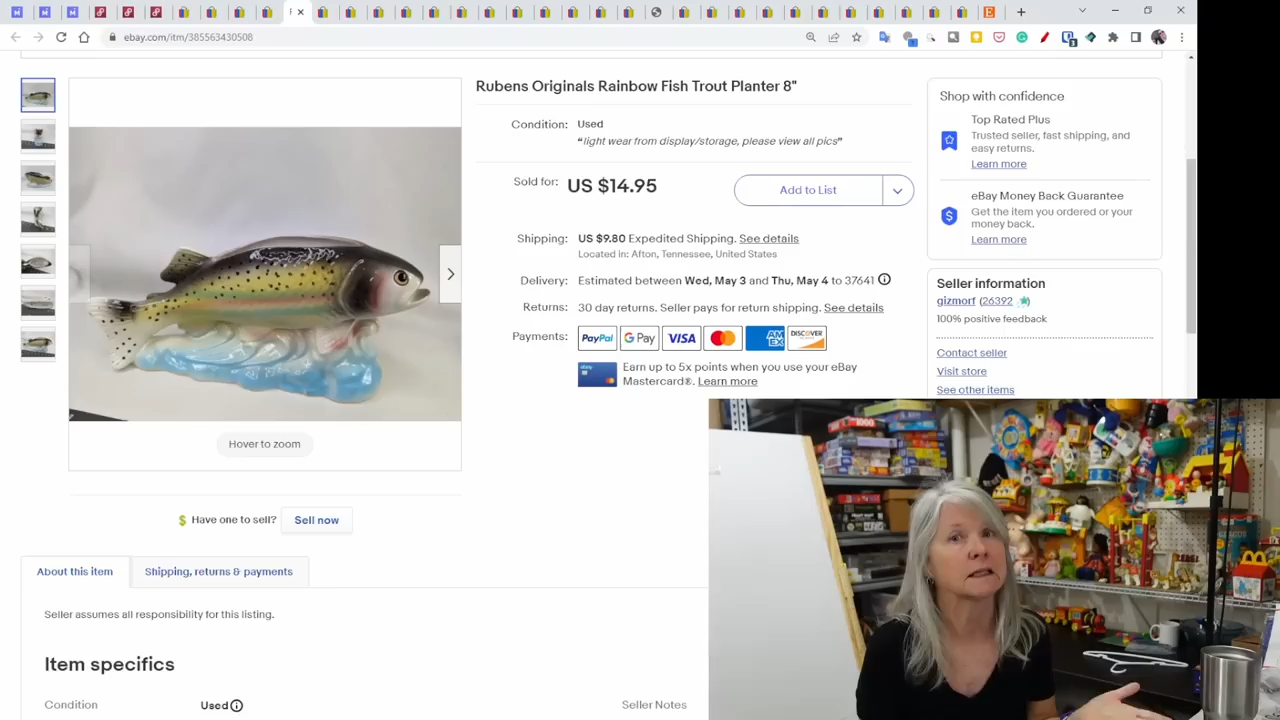 ebay.com/itm/385563430508
Rubens Originals Rainbow Fish Trout Planter 8"
Condition: Used
“light wear from display/storage, please view all pics”
Sold for: US $14.95
Add to List
Shipping: US $9.80 Expedited Shipping. See details
Located in: Afton, Tennessee, United States
Delivery: Estimated between Wed, May 3 and Thu, May 4 to 37641
Returns: 30 day returns. Seller pays for return shipping. See details
Payments: PayPal G Pay VISA MasterCard AM EX DISCOVER
ebay Earn up to 5x points when you use your eBay
Mastercard®. Learn more
Shop with confidence
Top Rated Plus
Trusted seller, fast shipping, and
easy returns.
Learn more
eBay Money Back Guarantee
Get the item you ordered or your
money back.
Learn more
Seller information
gizmorf (26392)
100% positive feedback
Contact seller
Visit store
See other items
Hover to zoom
Have one to sell? Sell now
About this item
Shipping, returns & payments
Seller assumes all responsibility for this listing.
Item specifics
Condition
Used
Seller Notes